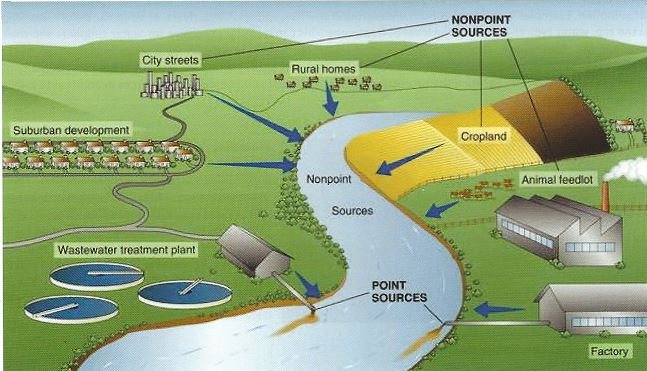 NONPOINT
SOURCES
City streets
Rural homes
Suburban development
Cropland
Nonpoint
Sources
Animal feedlot
Wastewater treatment plant
POINT
SOURCES
Factory